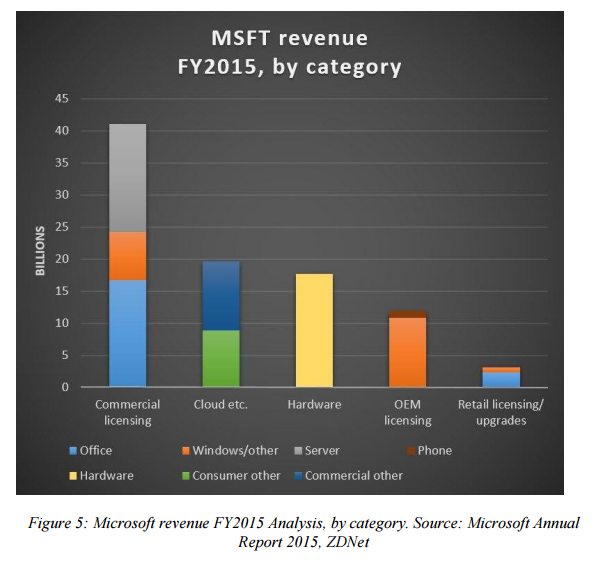 MSFT revenue
FY2015, by category
45
40
35
30
25
20
15
10
5
0
BILLIONS
Commercial
licensing
Cloud etc.
Hardware
OEM
licensing
Retail licensing/
upgrades
Office
Windows/other
Server
Phone
Hardware
Consumer other
Commercial other
Figure 5: Microsoft revenue FY2015 Analysis, by category. Source: Microsoft Annual
Report 2015, ZDNet